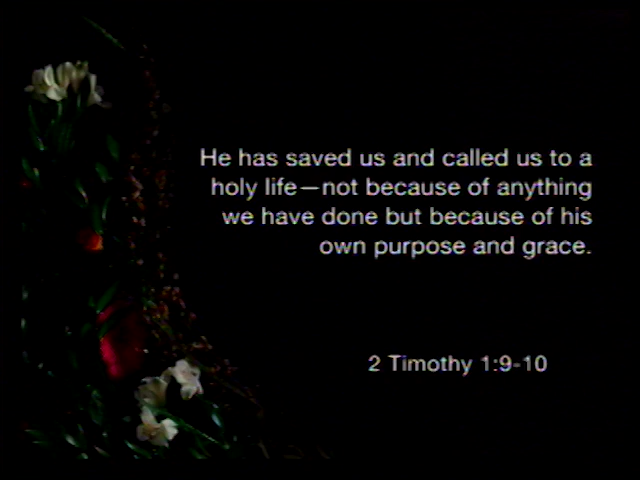 He has saved us and called us to a
holy life—not because of anything
we have done but because of his
own purpose and grace.
2 Timothy 1:9-10